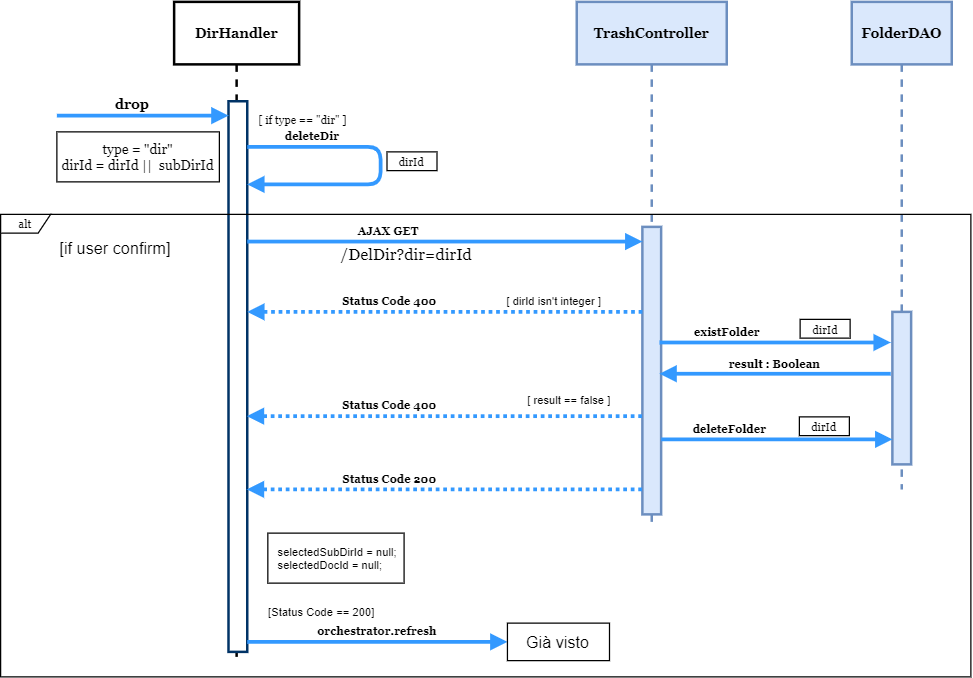 DirHandler
TrashController
FolderDAO
drop
[ if type == "dir" ]
deleteDir
type = "dir"
dirId = dirId || subDirId
dirId
alt
[if user confirm]
AJAX GET
/DelDir?dir=dirId
Status Code 400
[ dirId isn't integer ]
existFolder
dirId
result : Boolean
Status Code 400
[ result == false ]
deleteFolder
dirId
Status Code 200
selectedSubDirId = null;
selectedDocId = null;
[Status Code == 200]
orchestrator.refresh
Già visto